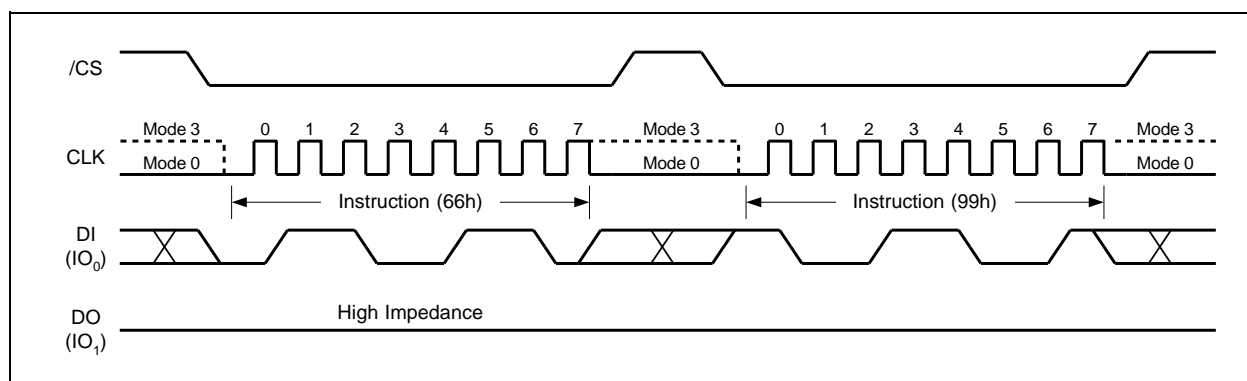 /CS
Mode 3 0 1 2 3 4 5 6 7 Mode 3 0 1 2 3 4 5 6 7 Mode 3
CLK
Mode 0 Mode 0 Mode 0
Instruction (66h) Instruction (99h)
DI
(IO0)
High Impedance
DO
(IO1)